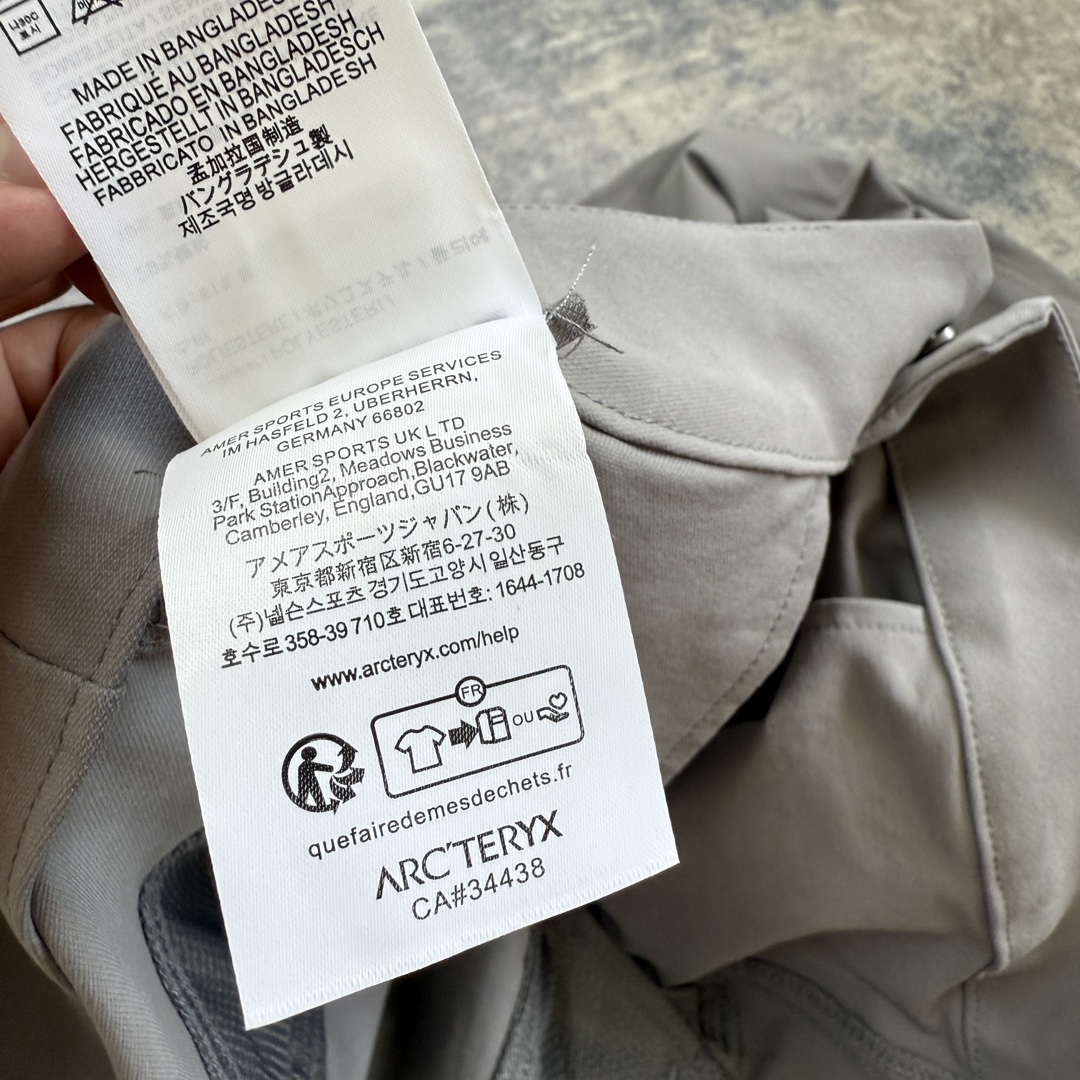 MADE IN BANGLADESH
FABRIQUÉ AU BANGLADESH
FABRICADO EN BANGLADESH
HERGESTELLT IN BANGLADESCH
FABBRICATO IN BANGLADESH
孟加拉国制造
バングラデシュ製
제조국명 방글라데시
AMER SPORTS EUROPE SERVICES
IM HASFELD 2, UBERHERRN,
GERMANY 66802
AMER SPORTS UK LTD
3/F, Building2, Meadows Business
Park StationApproach,Blackwater,
Camberley, England,GU17 9AB
アメアスポーツジャパン(株)
東京都新宿区新宿6-27-30
(주)넬슨스포츠 경기도고양시 일산동구
호수로 358-39 710호 대표번호: 1644-1708
www.arcteryx.com/help
FR
OU
quefairedemesdechets.fr
ARC'TERYX
CA#34438